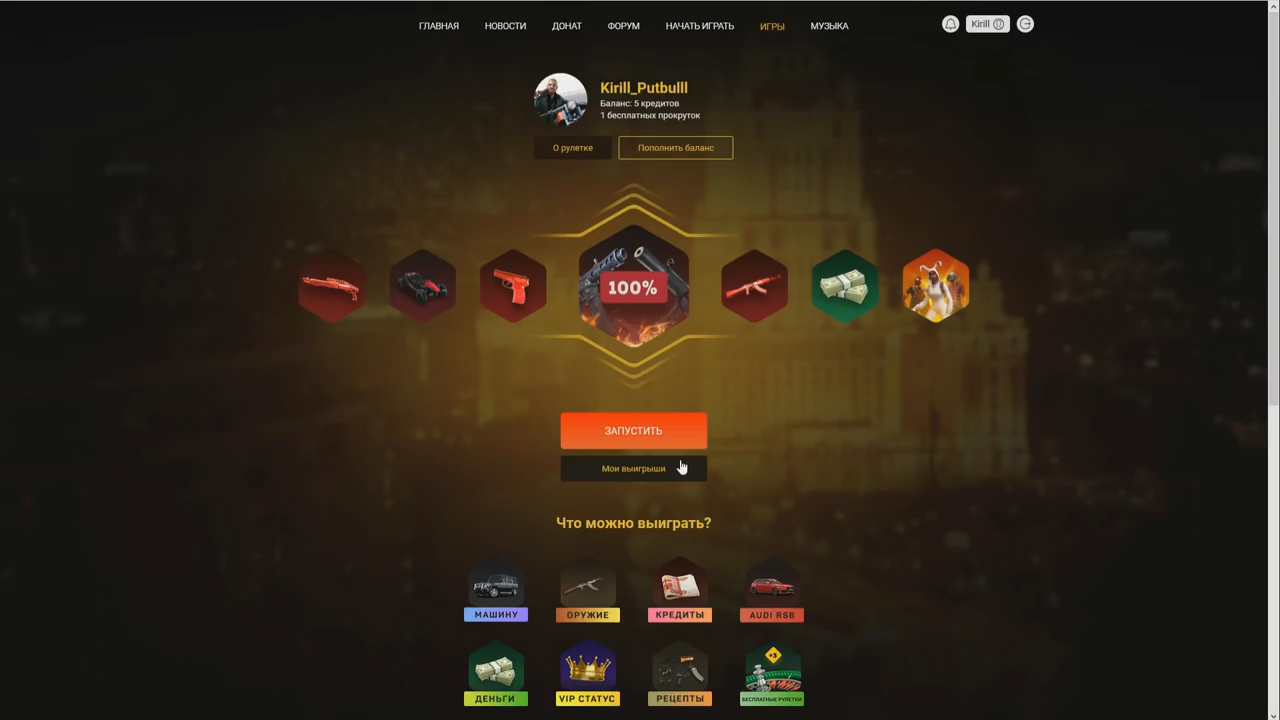 ГЛАВНАЯ НОВОСТИ ДОНАТ ФОРУМ НАЧАТЬ ИГРАТЬ ИГРЫ МУЗЫКА Kirill
Kirill_Putbulll
Баланс: 5 кредитов
1 бесплатных прокруток
О рулетке Пополнить баланс
100%
ЗАПУСТИТЬ
Мои выигрыши
Что можно выиграть?
МАШИНУ ОРУЖИЕ КРЕДИТЫ AUDI RS6
+3
ДЕНЬГИ VIP СТАТУС РЕЦЕПТЫ БЕСПЛАТНЫЕ РУЛЕТКИ